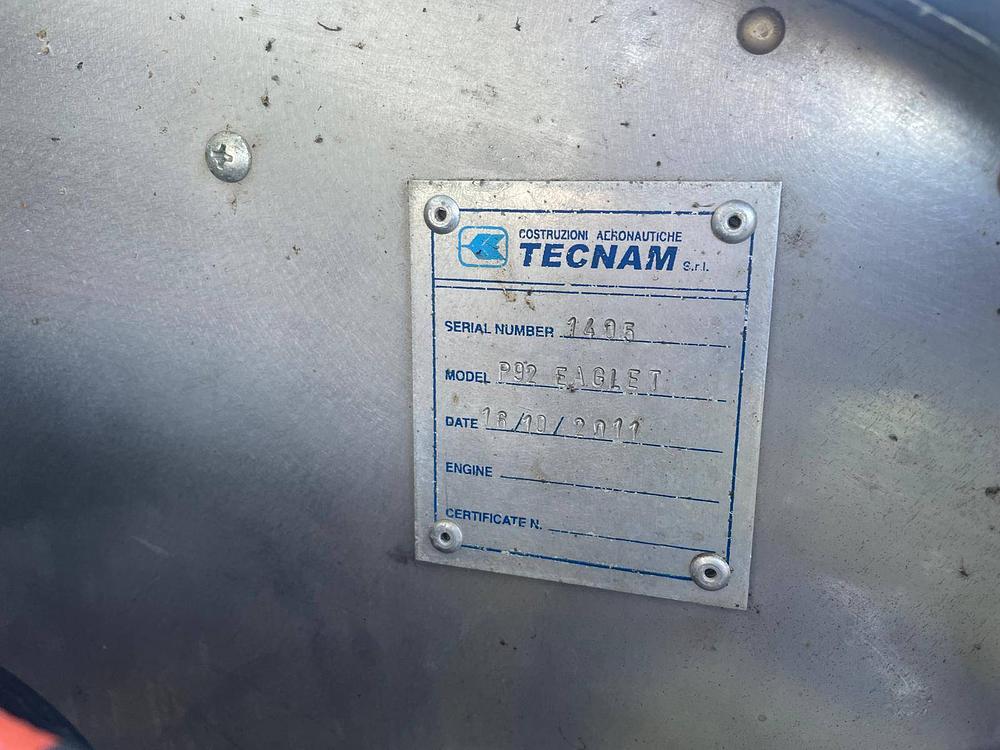 COSTRUZIONI AERONAUTICHE
TECNAM S.r.l.
SERIAL NUMBER 1405
MODEL P92 EAGLET
DATE 18/10/2011
ENGINE
CERTIFICATE N.